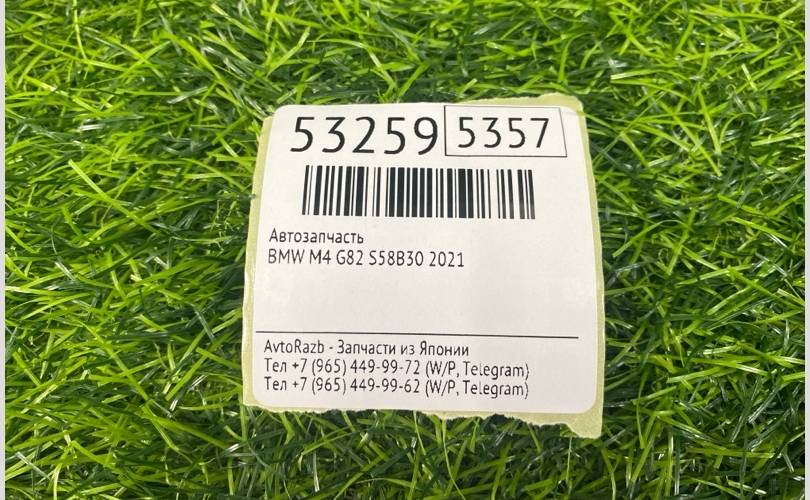 53259 5357
Автозапчасть
BMW M4 G82 S58B30 2021
AvtoRazb - Запчасти из Японии
Тел +7 (965) 449-99-72 (W/P, Telegram)
Тел +7 (965) 449-99-62 (W/P, Telegram)